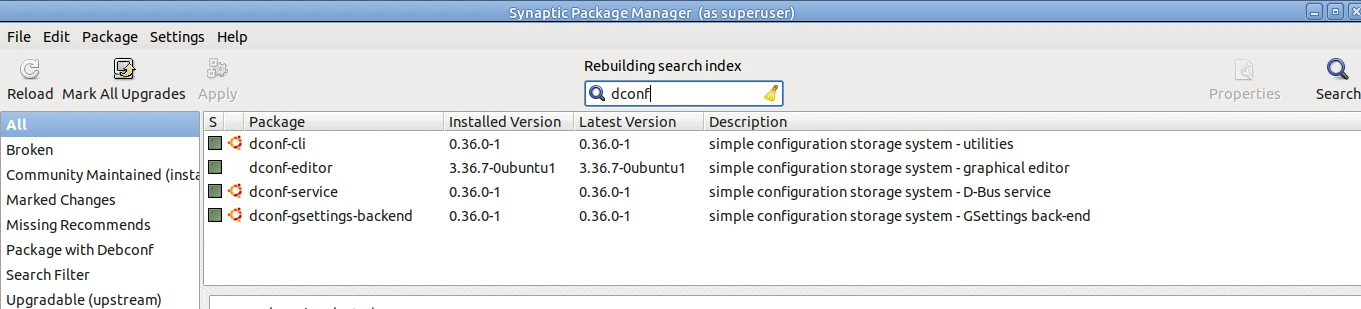 Synaptic Package Manager (as superuser)
File Edit Package Settings Help
Rebuilding search index
dconf
Reload Mark All Upgrades Apply Properties Search
S Package Installed Version Latest Version Description
dconf-cli 0.36.0-1 0.36.0-1 simple configuration storage system - utilities
dconf-editor 3.36.7-0ubuntu1 3.36.7-0ubuntu1 simple configuration storage system - graphical editor
dconf-service 0.36.0-1 0.36.0-1 simple configuration storage system - D-Bus service
dconf-gsettings-backend 0.36.0-1 0.36.0-1 simple configuration storage system - GSettings back-end
All
Broken
Community Maintained (insta
Marked Changes
Missing Recommends
Package with Debconf
Search Filter
Upgradable (upstream)